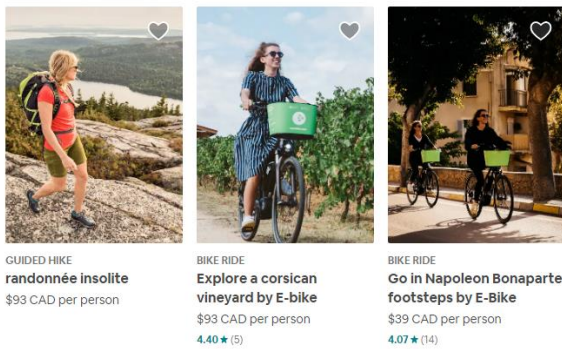 GUIDED HIKE
randonnée insolite
$93 CAD per person
BIKE RIDE
Explore a corsican
vineyard by E-bike
$93 CAD per person
4.40 ★ (5)
BIKE RIDE
Go in Napoleon Bonaparte
footsteps by E-Bike
$39 CAD per person
4.07 ★ (14)